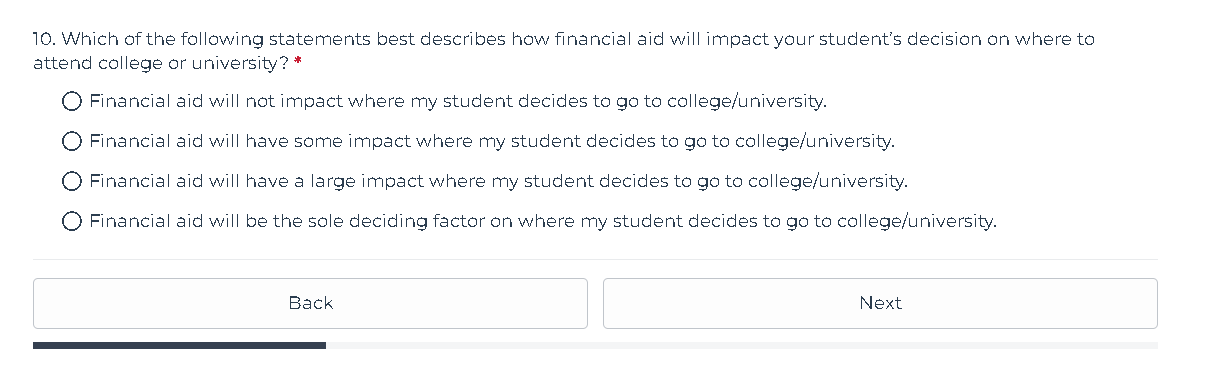 10. Which of the following statements best describes how financial aid will impact your student's decision on where to
attend college or university? *
Financial aid will not impact where my student decides to go to college/university.
Financial aid will have some impact where my student decides to go to college/university.
Financial aid will have a large impact where my student decides to go to college/university.
Financial aid will be the sole deciding factor on where my student decides to go to college/university.
Back
Next